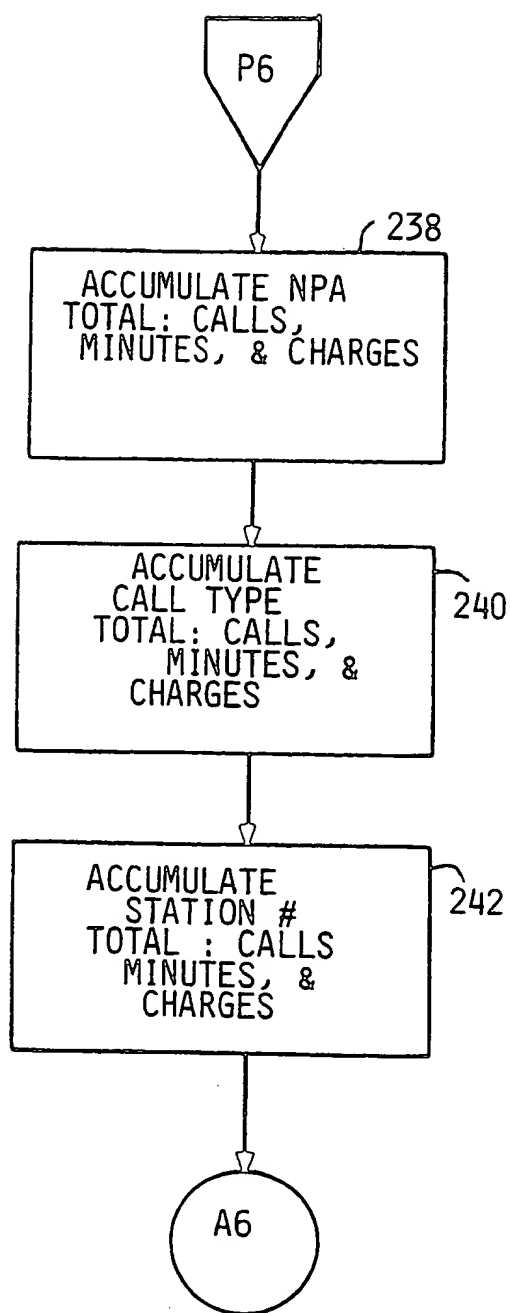 P6
238
ACCUMULATE NPA
TOTAL: CALLS,
MINUTES, & CHARGES
ACCUMULATE
CALL TYPE
TOTAL: CALLS,
MINUTES, &
CHARGES
240
ACCUMULATE
STATION #
TOTAL : CALLS
MINUTES, &
CHARGES
242
A6